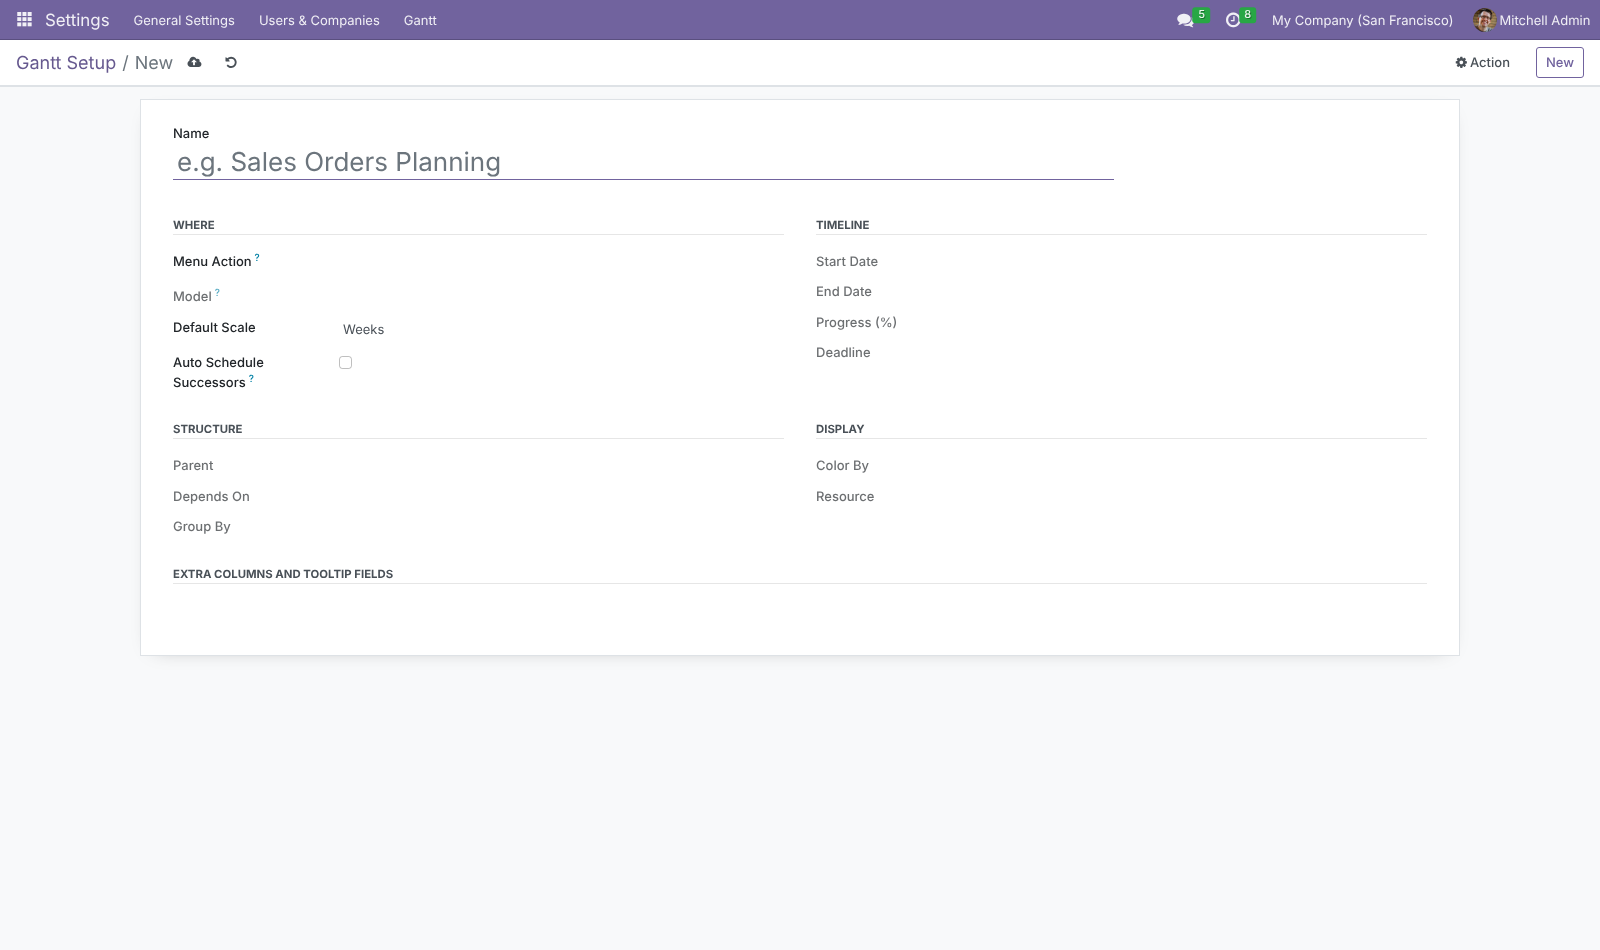 Settings General Settings Users & Companies Gantt 5 8 My Company (San Francisco) Mitchell Admin
Gantt Setup / New Action New
Name
e.g. Sales Orders Planning
WHERE
Menu Action ?
Model ?
Default Scale Weeks
Auto Schedule
Successors ?
TIMELINE
Start Date
End Date
Progress (%)
Deadline
STRUCTURE
Parent
Depends On
Group By
DISPLAY
Color By
Resource
EXTRA COLUMNS AND TOOLTIP FIELDS